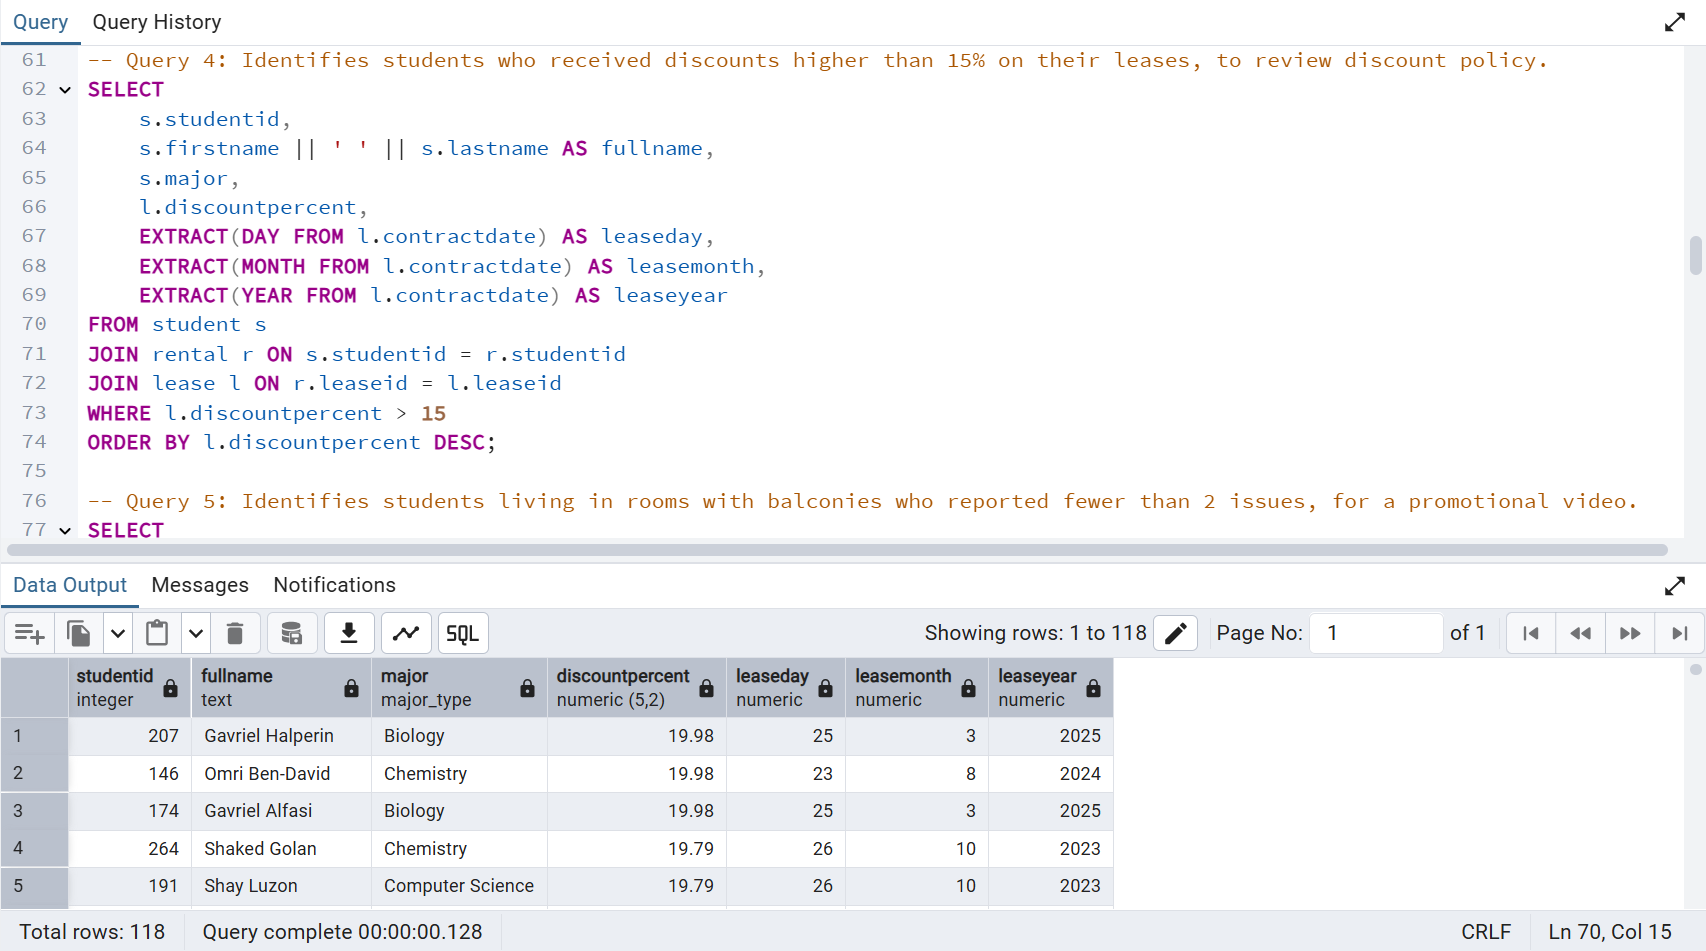 Query Query History
61 -- Query 4: Identifies students who received discounts higher than 15% on their leases, to review discount policy.
62 SELECT
63 s.studentid,
64 s.firstname || ' ' || s.lastname AS fullname,
65 s.major,
66 l.discountpercent,
67 EXTRACT(DAY FROM l.contractdate) AS leaseday,
68 EXTRACT(MONTH FROM l.contractdate) AS leasemonth,
69 EXTRACT(YEAR FROM l.contractdate) AS leaseyear
70 FROM student s
71 JOIN rental r ON s.studentid = r.studentid
72 JOIN lease l ON r.leaseid = l.leaseid
73 WHERE l.discountpercent > 15
74 ORDER BY l.discountpercent DESC;
75
76 -- Query 5: Identifies students living in rooms with balconies who reported fewer than 2 issues, for a promotional video.
77 SELECT
Data Output Messages Notifications
SQL Showing rows: 1 to 118 Page No: 1 of 1
studentid fullname major discountpercent leaseday leasemonth leaseyear
integer text major_type numeric (5,2) numeric numeric numeric
1 207 Gavriel Halperin Biology 19.98 25 3 2025
2 146 Omri Ben-David Chemistry 19.98 23 8 2024
3 174 Gavriel Alfasi Biology 19.98 25 3 2025
4 264 Shaked Golan Chemistry 19.79 26 10 2023
5 191 Shay Luzon Computer Science 19.79 26 10 2023
Total rows: 118 Query complete 00:00:00.128 CRLF Ln 70, Col 15